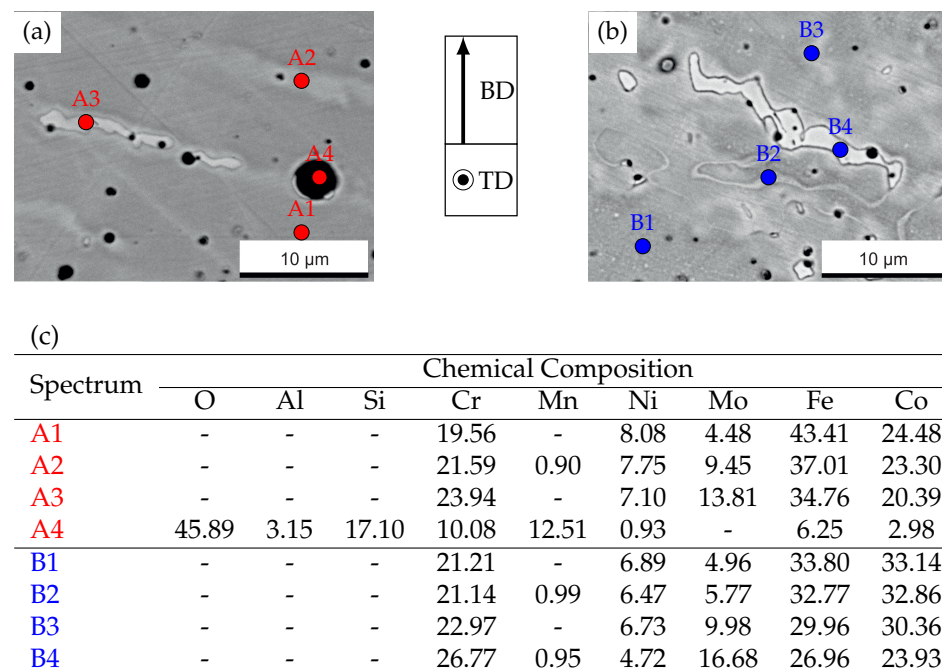 (a)
A2
A3
A4
A1
10 µm
BD
TD
(b)
B3
B4
B2
B1
10 µm
(c)
Spectrum Chemical Composition
O Al Si Cr Mn Ni Mo Fe Co
A1 - - - 19.56 - 8.08 4.48 43.41 24.48
A2 - - - 21.59 0.90 7.75 9.45 37.01 23.30
A3 - - - 23.94 - 7.10 13.81 34.76 20.39
A4 45.89 3.15 17.10 10.08 12.51 0.93 - 6.25 2.98
B1 - - - 21.21 - 6.89 4.96 33.80 33.14
B2 - - - 21.14 0.99 6.47 5.77 32.77 32.86
B3 - - - 22.97 - 6.73 9.98 29.96 30.36
B4 - - - 26.77 0.95 4.72 16.68 26.96 23.93